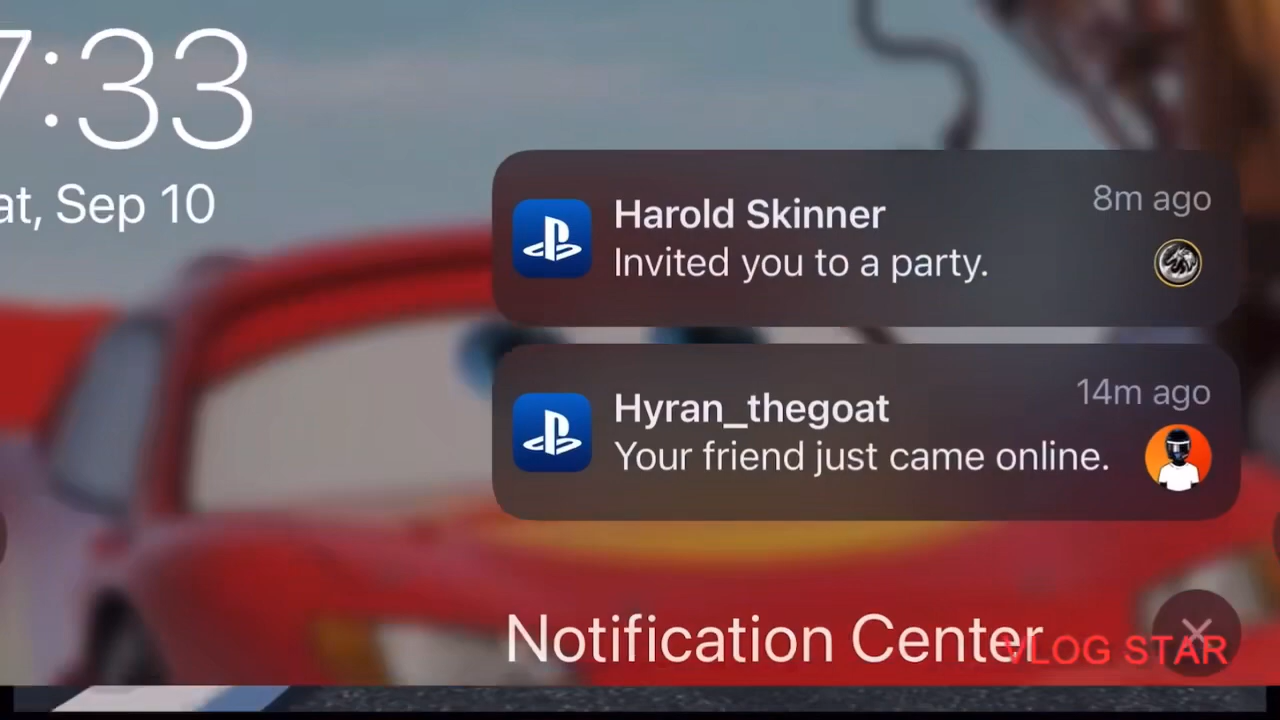 7:33
at, Sep 10
Harold Skinner
8m ago
Invited you to a party.
Hyran_thegoat
14m ago
Your friend just came online.
Notification Center
VLOG STAR